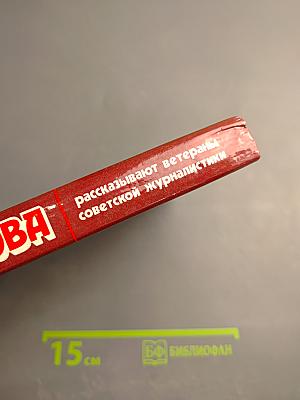 ОВА
рассказывают ветераны
советской журналистики
15 см БФ БИБЛИОФАН